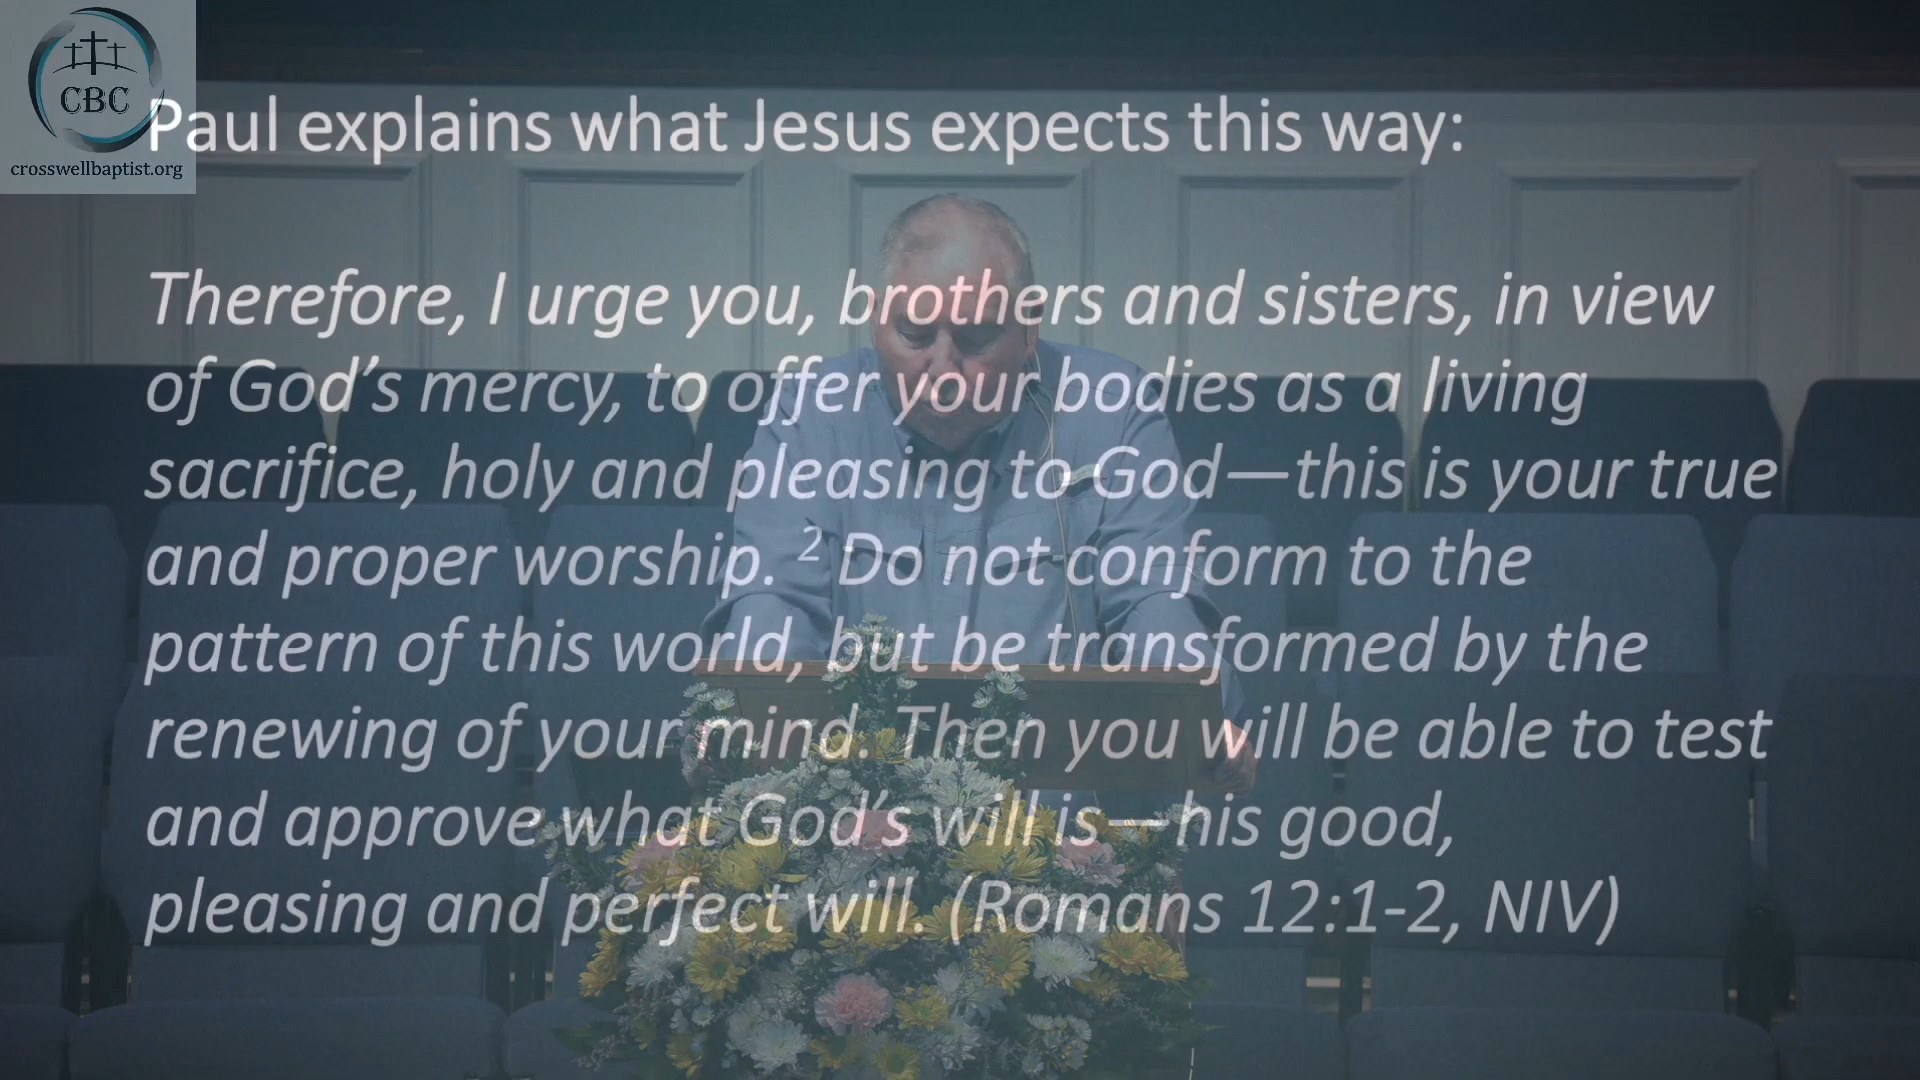 CBC
crosswellbaptist.org
Paul explains what Jesus expects this way:
Therefore, I urge you, brothers and sisters, in view
of God’s mercy, to offer your bodies as a living
sacrifice, holy and pleasing to God—this is your true
and proper worship. ² Do not conform to the
pattern of this world, but be transformed by the
renewing of your mind. Then you will be able to test
and approve what God’s will is—his good,
pleasing and perfect will. (Romans 12:1-2, NIV)